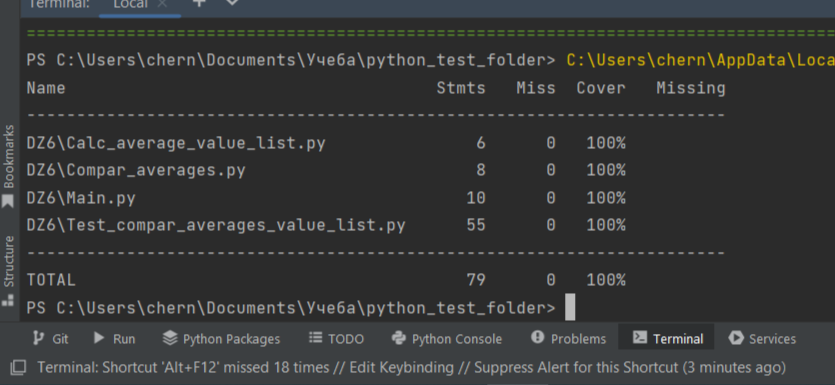 Terminal: Local
================================================================================
PS C:\Users\chern\Documents\Учеба\python_test_folder> C:\Users\chern\AppData\Loca
Name Stmts Miss Cover Missing
----------------------------------------------------------------------
DZ6\Calc_average_value_list.py 6 0 100%
DZ6\Compar_averages.py 8 0 100%
DZ6\Main.py 10 0 100%
DZ6\Test_compar_averages_value_list.py 55 0 100%
----------------------------------------------------------------------
TOTAL 79 0 100%
PS C:\Users\chern\Documents\Учеба\python_test_folder>
Bookmarks
Structure
Git Run Python Packages TODO Python Console Problems Terminal Services
Terminal: Shortcut 'Alt+F12' missed 18 times // Edit Keybinding // Suppress Alert for this Shortcut (3 minutes ago)